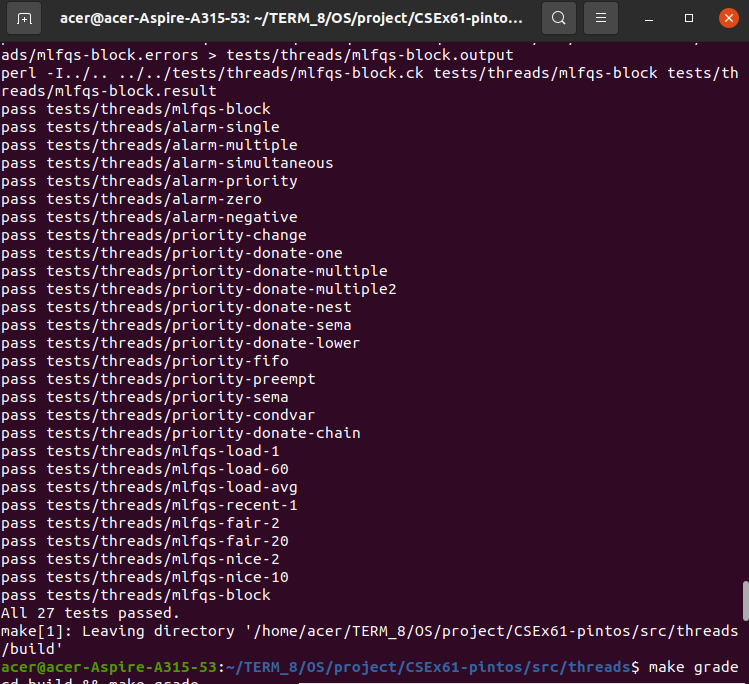 acer@acer-Aspire-A315-53: ~/TERM_8/OS/project/CSEx61-pinto...
ads/mlfqs-block.errors > tests/threads/mlfqs-block.output
perl -I../.. ../../tests/threads/mlfqs-block.ck tests/threads/mlfqs-block tests/th
reads/mlfqs-block.result
pass tests/threads/mlfqs-block
pass tests/threads/alarm-single
pass tests/threads/alarm-multiple
pass tests/threads/alarm-simultaneous
pass tests/threads/alarm-priority
pass tests/threads/alarm-zero
pass tests/threads/alarm-negative
pass tests/threads/priority-change
pass tests/threads/priority-donate-one
pass tests/threads/priority-donate-multiple
pass tests/threads/priority-donate-multiple2
pass tests/threads/priority-donate-nest
pass tests/threads/priority-donate-sema
pass tests/threads/priority-donate-lower
pass tests/threads/priority-fifo
pass tests/threads/priority-preempt
pass tests/threads/priority-sema
pass tests/threads/priority-condvar
pass tests/threads/priority-donate-chain
pass tests/threads/mlfqs-load-1
pass tests/threads/mlfqs-load-60
pass tests/threads/mlfqs-load-avg
pass tests/threads/mlfqs-recent-1
pass tests/threads/mlfqs-fair-2
pass tests/threads/mlfqs-fair-20
pass tests/threads/mlfqs-nice-2
pass tests/threads/mlfqs-nice-10
pass tests/threads/mlfqs-block
All 27 tests passed.
make[1]: Leaving directory '/home/acer/TERM_8/OS/project/CSEx61-pintos/src/threads
/build'
acer@acer-Aspire-A315-53:~/TERM_8/OS/project/CSEx61-pintos/src/threads$ make grade
cd build && make grade